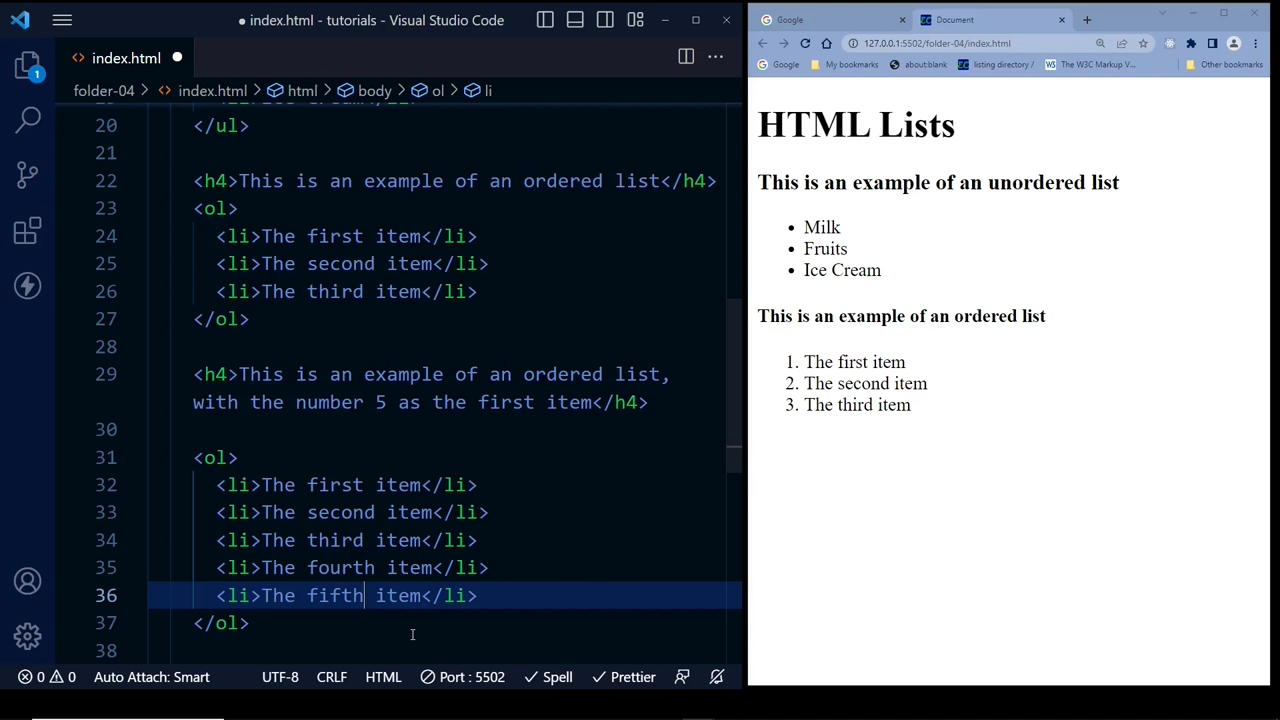 ● index.html - tutorials - Visual Studio Code
index.html
folder-04 > index.html > html > body > ol > li
20 </ul>
21
22 <h4>This is an example of an ordered list</h4>
23 <ol>
24 <li>The first item</li>
25 <li>The second item</li>
26 <li>The third item</li>
27 </ol>
28
29 <h4>This is an example of an ordered list,
with the number 5 as the first item</h4>
30
31 <ol>
32 <li>The first item</li>
33 <li>The second item</li>
34 <li>The third item</li>
35 <li>The fourth item</li>
36 <li>The fifth item</li>
37 </ol>
38
1
0 0 Auto Attach: Smart UTF-8 CRLF HTML Port : 5502 Spell Prettier
Google Document
127.0.0.1:5502/folder-04/index.html
Google My bookmarks about:blank listing directory / The W3C Markup V... Other bookmarks
HTML Lists
This is an example of an unordered list
• Milk
• Fruits
• Ice Cream
This is an example of an ordered list
1. The first item
2. The second item
3. The third item